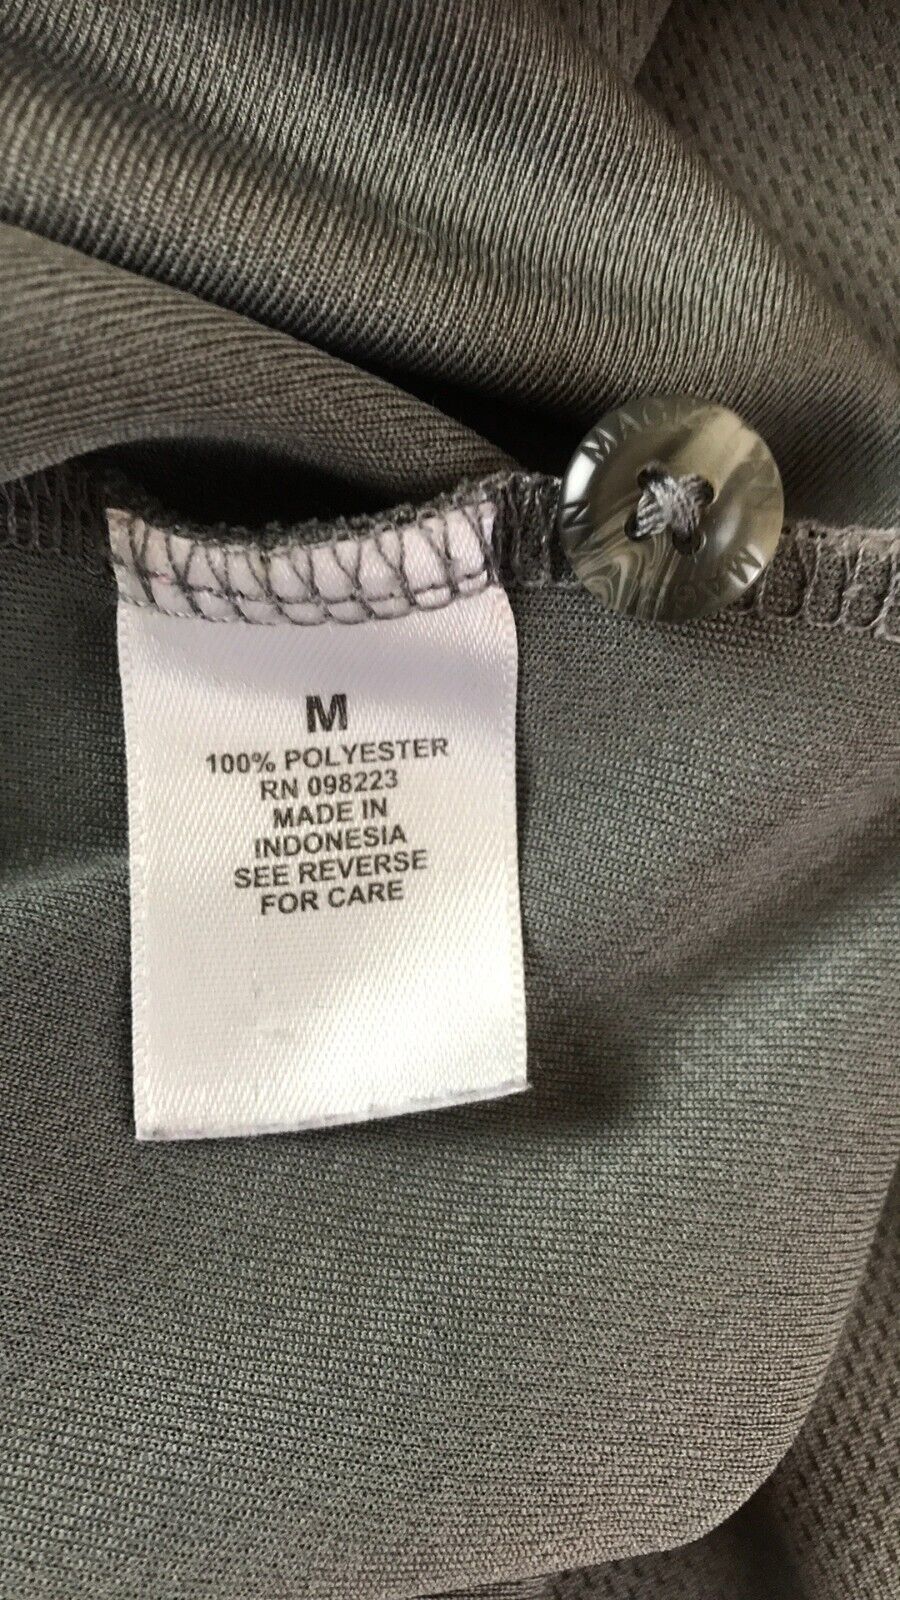 M
100% POLYESTER
RN 098223
MADE IN
INDONESIA
SEE REVERSE
FOR CARE